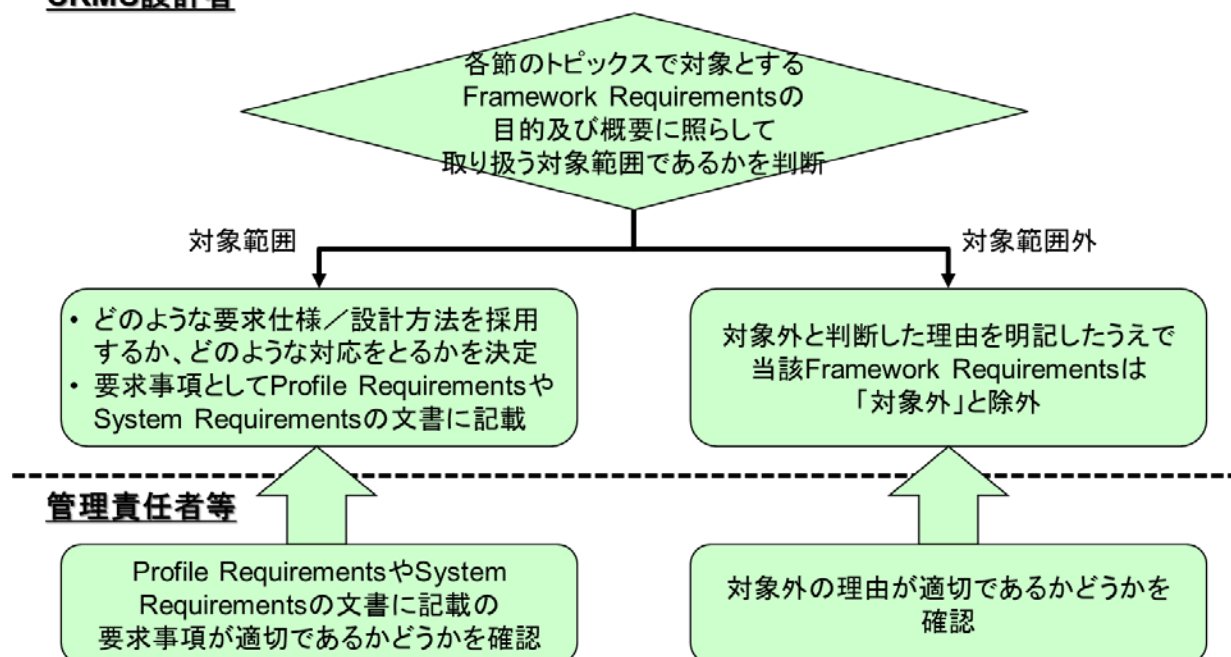 各節のトピックスで対象とする
Framework Requirementsの
目的及び概要に照らして
取り扱う対象範囲であるかを判断
対象範囲
対象範囲外
• どのような要求仕様／設計方法を採用
するか、どのような対応をとるかを決定
• 要求事項としてProfile Requirementsや
System Requirementsの文書に記載
対象外と判断した理由を明記したうえで
当該Framework Requirementsは
「対象外」と除外
管理責任者等
Profile RequirementsやSystem
Requirementsの文書に記載の
要求事項が適切であるかどうかを確認
対象外の理由が適切であるかどうかを
確認